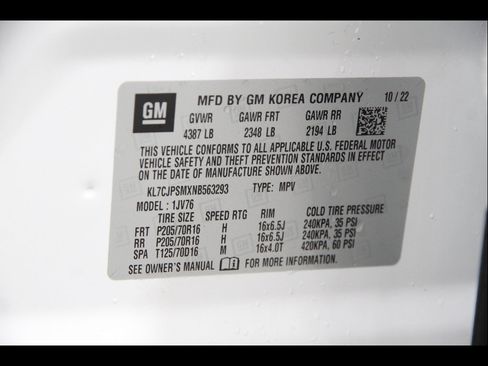 GM
MFD BY GM KOREA COMPANY 10/22
GVWR GAWR FRT GAWR RR
4387 LB 2348 LB 2194 LB
THIS VEHICLE CONFORMS TO ALL APPLICABLE U.S. FEDERAL MOTOR
VEHICLE SAFETY AND THEFT PREVENTION STANDARDS IN EFFECT
ON THE DATE OF MANUFACTURE SHOWN ABOVE.
KL7CJPSMXNB563293 TYPE: MPV
MODEL : 1JV76
TIRE SIZE SPEED RTG RIM COLD TIRE PRESSURE
FRT P205/70R16 H 16x6.5J 240KPA, 35 PSI
RR P205/70R16 H 16x6.5J 240KPA, 35 PSI
SPA T125/70D16 M 16x4.0T 420KPA, 60 PSI
SEE OWNER'S MANUAL FOR MORE INFORMATION.